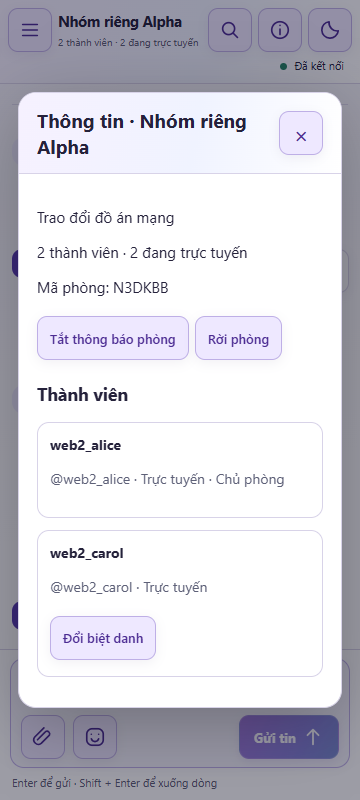 Nhóm riêng Alpha
2 thành viên · 2 đang trực tuyến
Đã kết nối
Thông tin · Nhóm riêng
Alpha
×
Trao đổi đồ án mạng
2 thành viên · 2 đang trực tuyến
Mã phòng: N3DKBB
Tắt thông báo phòng
Rời phòng
Thành viên
web2_alice
@web2_alice · Trực tuyến · Chủ phòng
web2_carol
@web2_carol · Trực tuyến
Đổi biệt danh
Gửi tin
Enter để gửi · Shift + Enter để xuống dòng